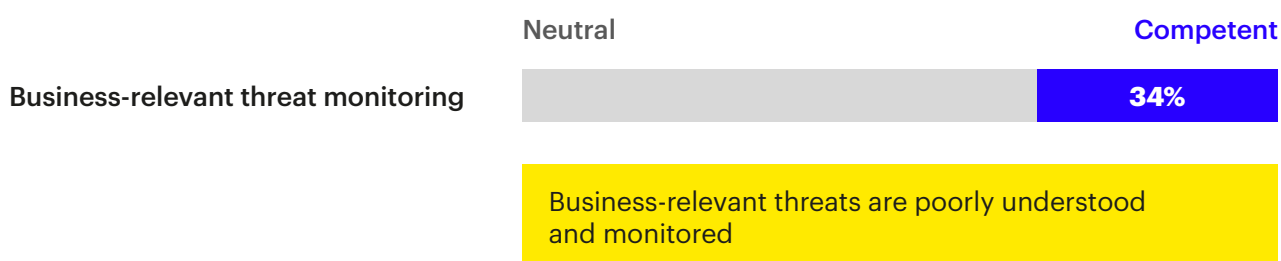 Neutral Competent
Business-relevant threat monitoring 34%
Business-relevant threats are poorly understood
and monitored